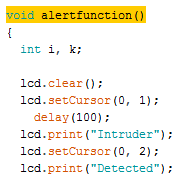 void alertfunction()
{
int i, k;
lcd.clear();
lcd.setCursor(0, 1);
delay(100);
lcd.print("Intruder");
lcd.setCursor(0, 2);
lcd.print("Detected");